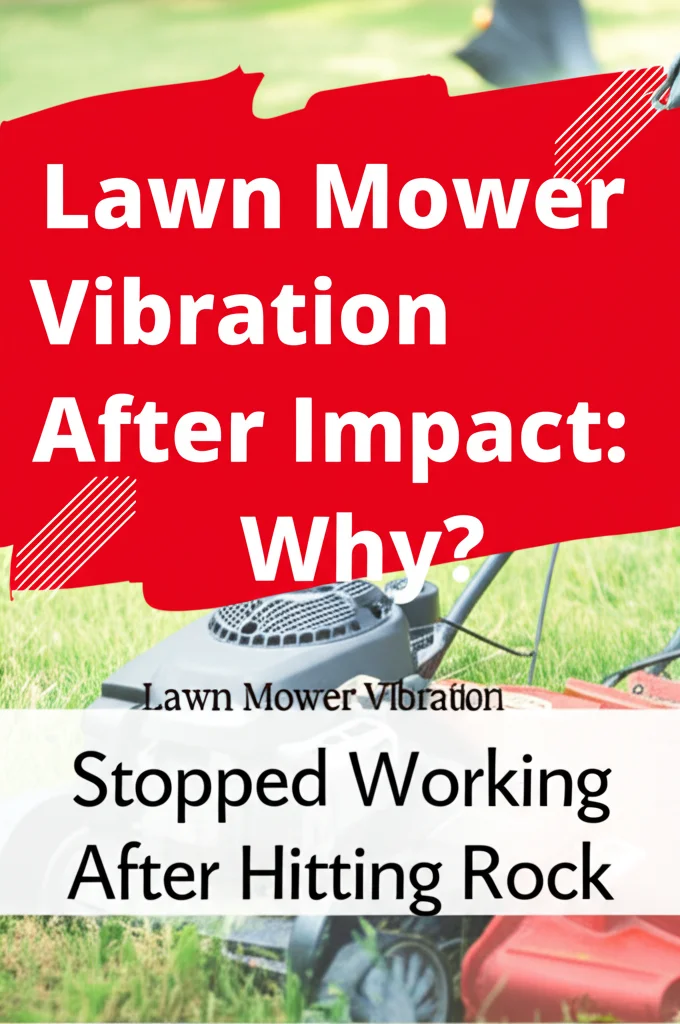 Lawn Mower
Vibration
After Impact:
Why?
Lawn Mower Vibration
Stopped Working
After Hitting Rock